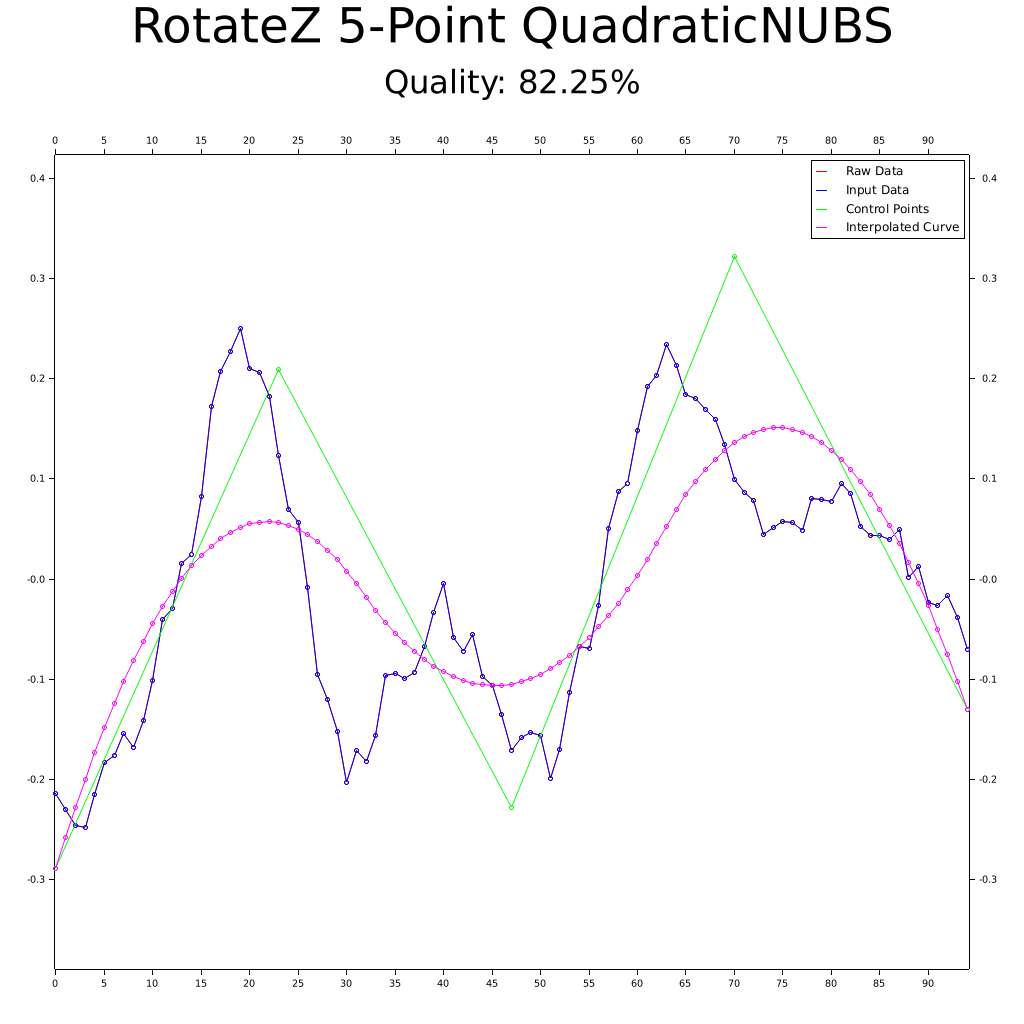 RotateZ 5-Point QuadraticNUBS
Quality: 82.25%
0 5 10 15 20 25 30 35 40 45 50 55 60 65 70 75 80 85 90
Raw Data
Input Data
Control Points
Interpolated Curve
0.4 0.4
0.3 0.3
0.2 0.2
0.1 0.1
-0.0 -0.0
-0.1 -0.1
-0.2 -0.2
-0.3 -0.3
0 5 10 15 20 25 30 35 40 45 50 55 60 65 70 75 80 85 90